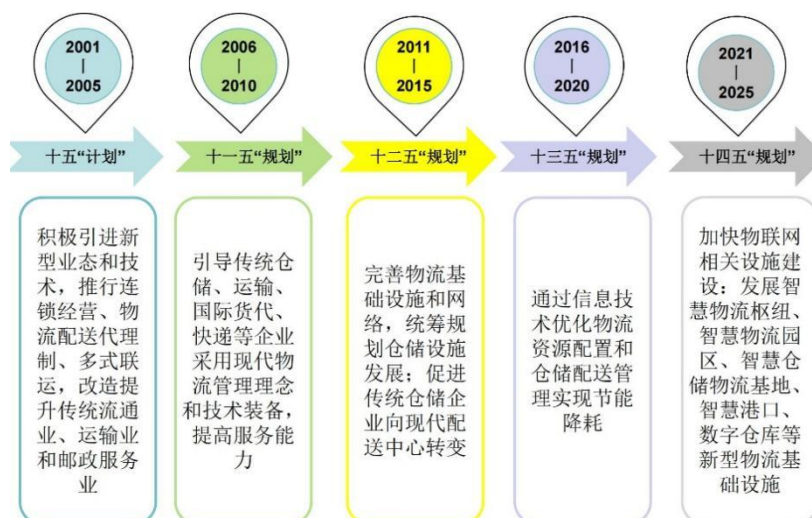 2001
|
2005
2006
|
2010
2011
|
2015
2016
|
2020
2021
|
2025
十五“计划”
十一五“规划”
十二五“规划”
十三五“规划”
十四五“规划”
积极引进新
型业态和技
术，推行连
锁经营、物
流配送代理
制、多式联
运，改造提
升传统流通
业、运输业
和邮政服务
业
引导传统仓
储、运输、
国际货代、
快递等企业
采用现代物
流管理理念
和技术装备，
提高服务能
力
完善物流基
础设施和网
络，统筹规
划仓储设施
发展；促进
传统仓储企
业向现代配
送中心转变
通过信息技
术优化物流
资源配置和
仓储配送管
理实现节能
降耗
加快物联网
相关设施建
设：发展智
慧物流枢纽、
智慧物流园
区、智慧仓
储物流基地、
智慧港口、
数字仓库等
新型物流基
础设施